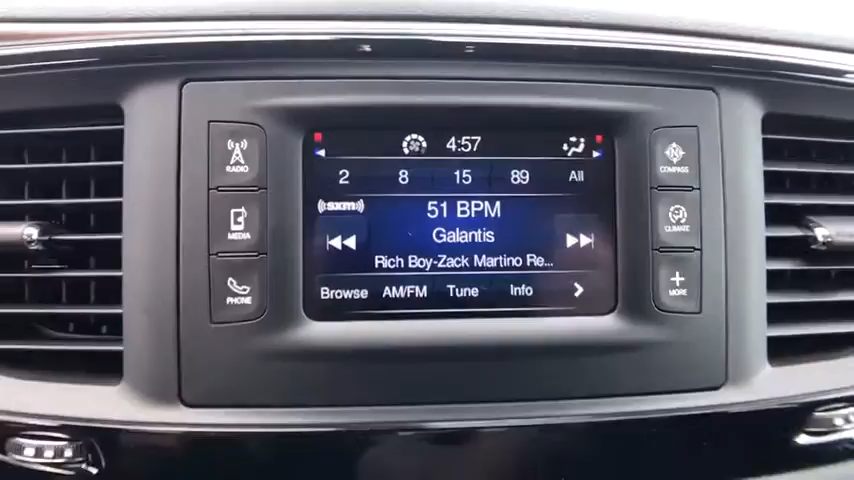 4:57
2 8 15 89 All
RADIO
COMPASS
((sxm))
51 BPM
MEDIA
CLIMATE
Galantis
Rich Boy-Zack Martino Re...
Browse AM/FM Tune Info
PHONE
MORE